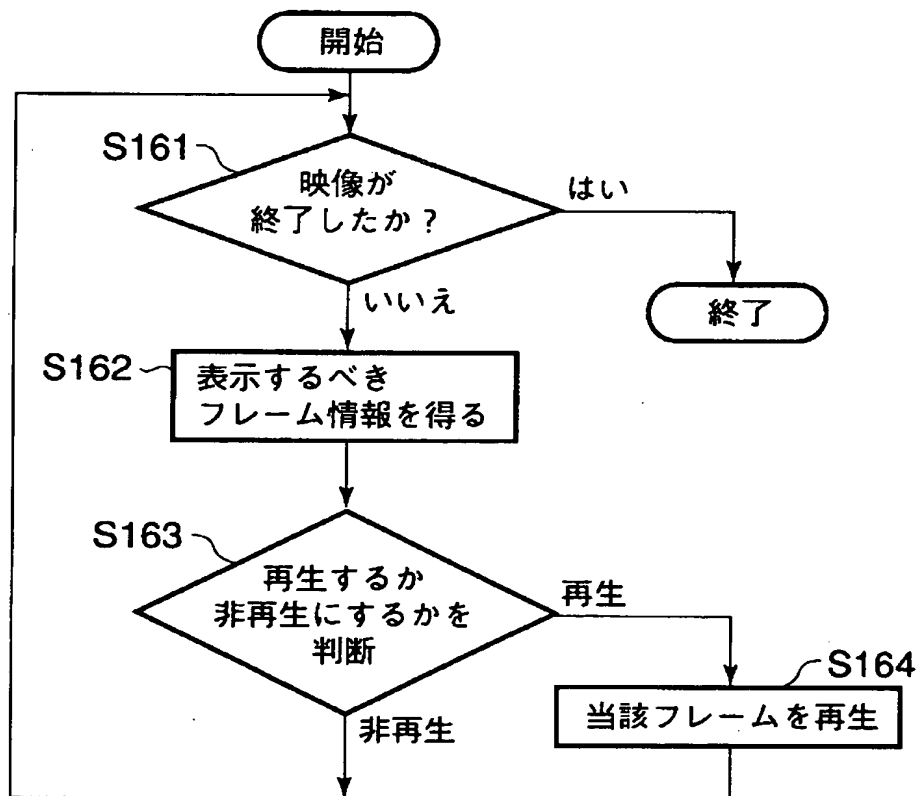 開始
S161
映像が
終了したか？
はい
終了
いいえ
S162
表示するべき
フレーム情報を得る
S163
再生するか
非再生にするかを
判断
再生
S164
当該フレームを再生
非再生